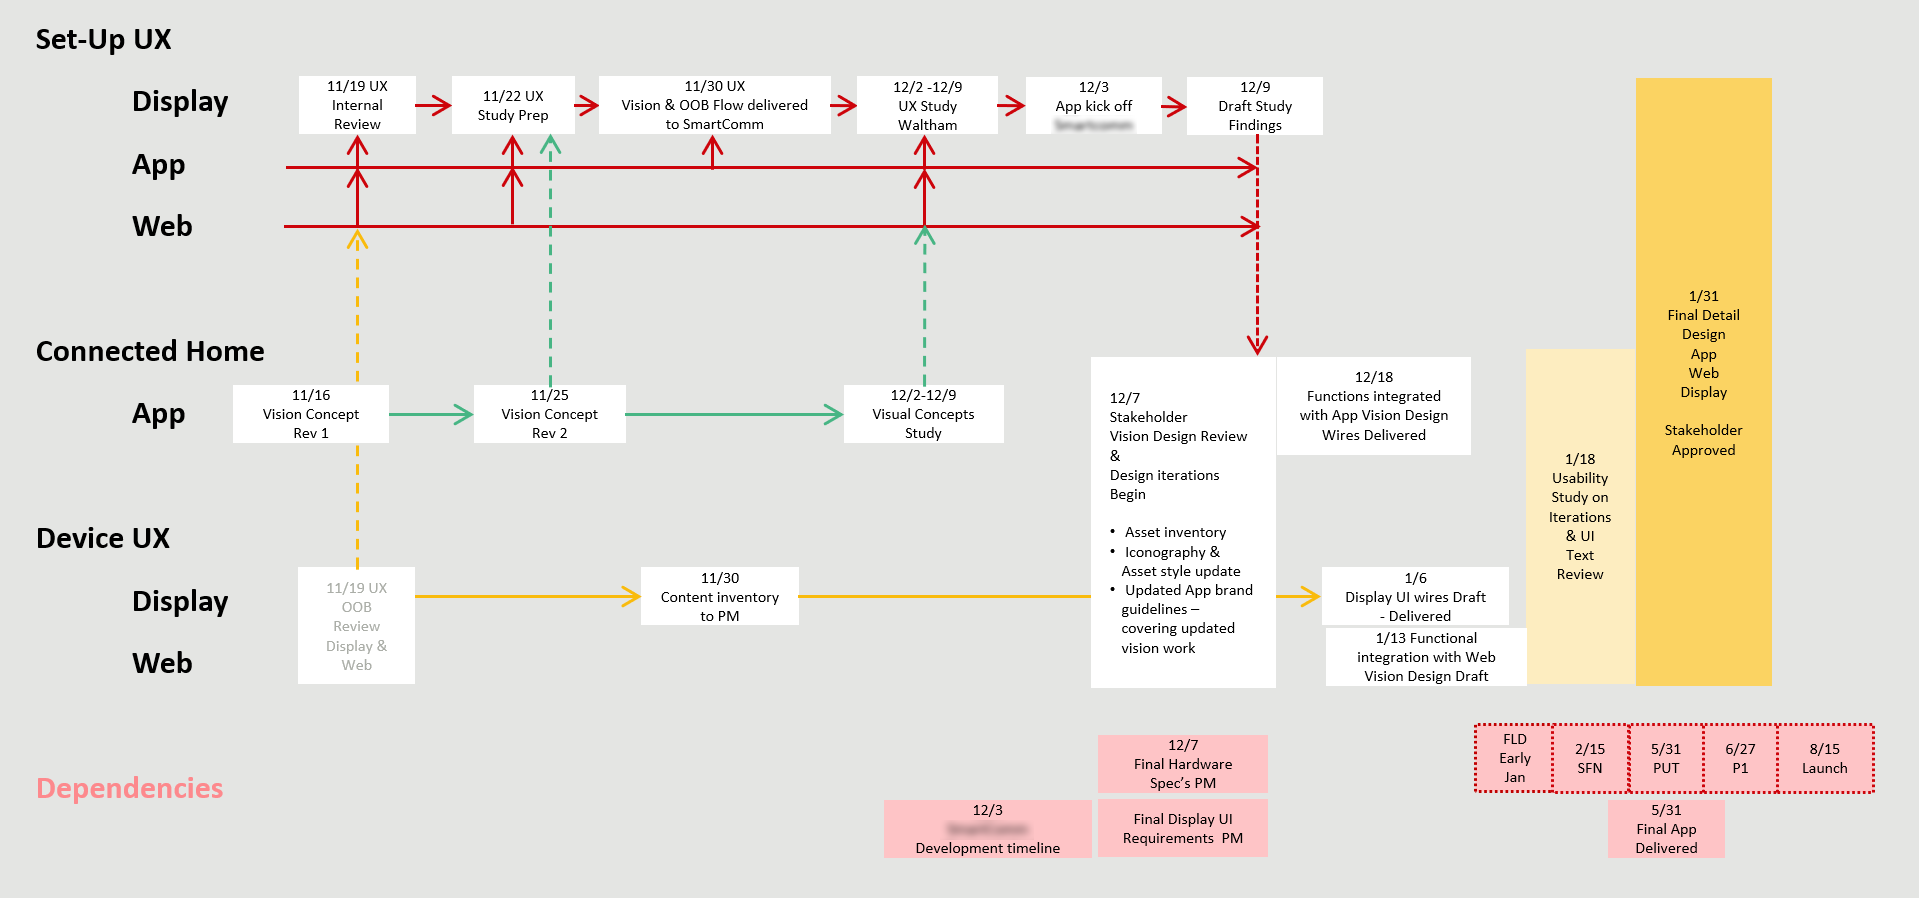 Set-Up UX
Display
11/19 UX
Internal
Review
11/22 UX
Study Prep
11/30 UX
Vision & OOB Flow delivered
to SmartComm
12/2 -12/9
UX Study
Waltham
12/3
App kick off
12/9
Draft Study
Findings
App
Web
Connected Home
App
11/16
Vision Concept
Rev 1
11/25
Vision Concept
Rev 2
12/2-12/9
Visual Concepts
Study
12/7
Stakeholder
Vision Design Review
&
Design iterations
Begin
• Asset inventory
• Iconography &
Asset style update
• Updated App brand
guidelines –
covering updated
vision work
12/18
Functions integrated
with App Vision Design
Wires Delivered
1/18
Usability
Study on
Iterations
& UI
Text
Review
1/31
Final Detail
Design
App
Web
Display
Stakeholder
Approved
Device UX
Display
Web
11/19 UX
OOB
Review
Display &
Web
11/30
Content inventory
to PM
1/6
Display UI wires Draft
- Delivered
1/13 Functional
integration with Web
Vision Design Draft
Dependencies
12/3
Development timeline
12/7
Final Hardware
Spec’s PM
Final Display UI
Requirements PM
FLD
Early
Jan
2/15
SFN
5/31
PUT
6/27
P1
8/15
Launch
5/31
Final App
Delivered